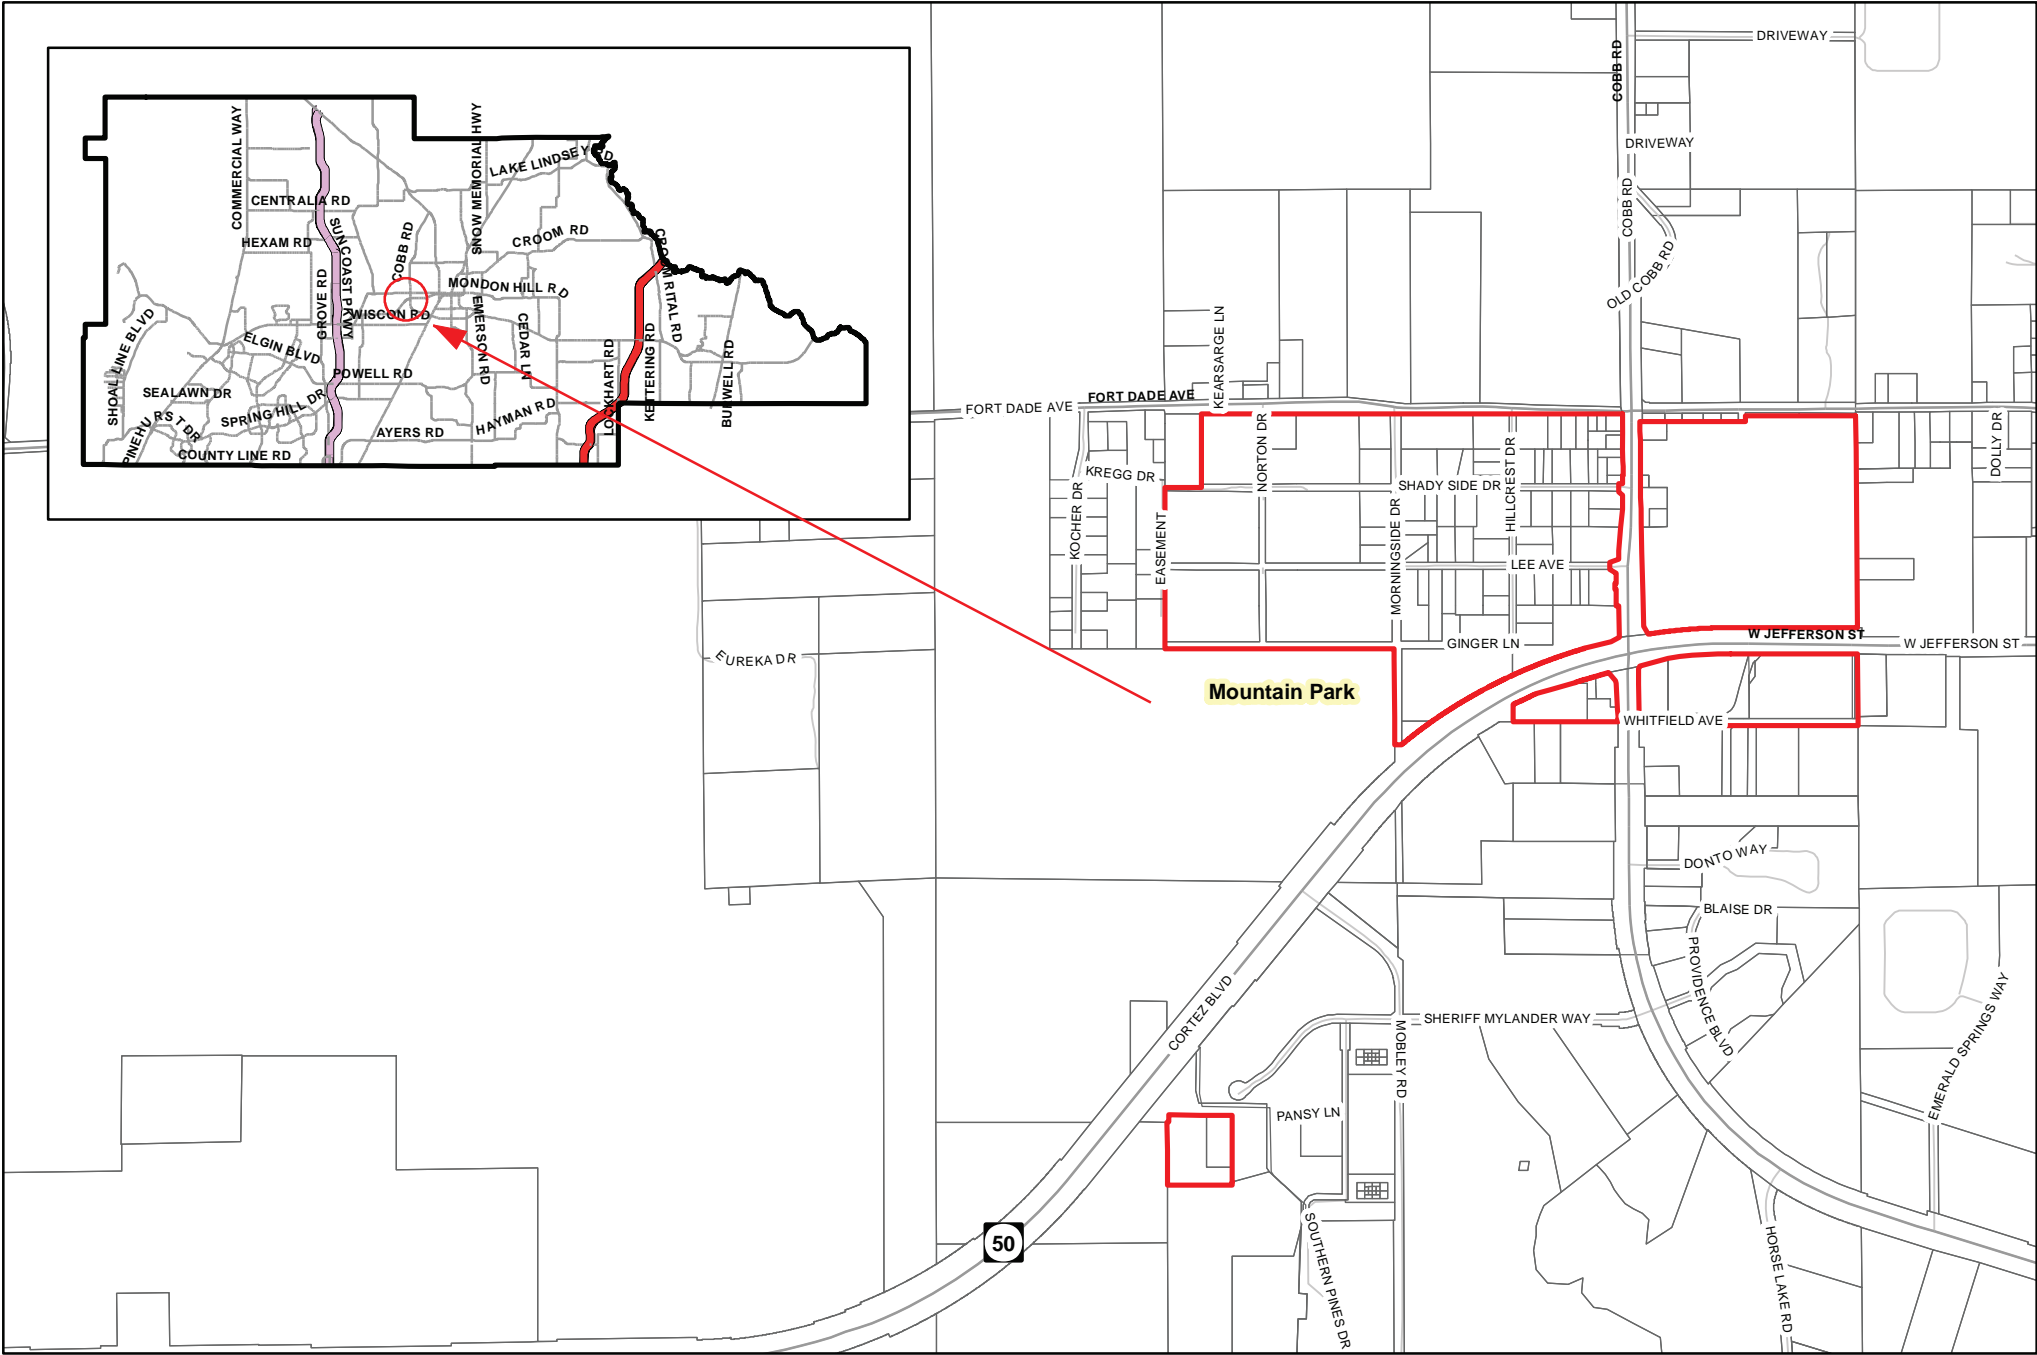 COMMERCIAL WAY
SNOW MEMORIAL HWY
LAKE LINDSEY RD
CENTRALIA RD
HEXAM RD
SUNCOAST PKWY
COBB RD
CROOM RD
CROOM RITAL RD
GROVE RD
MONDON HILL RD
WISCON RD
EMERSON RD
CEDAR LN
SHOAL LINE BLVD
ELGIN BLVD
POWELL RD
LOCKHART RD
KETTERING RD
BURWELL RD
SEALAWN DR
SPRING HILL DR
PINEHURST DR
AYERS RD
HAYMAN RD
COUNTY LINE RD
DRIVEWAY
COBB RD
DRIVEWAY
COBB RD
OLD COBB RD
KEARSARGE LN
FORT DADE AVE
FORT DADE AVE
NORTON DR
HILLCREST DR
DOLLY DR
KREGG DR
SHADY SIDE DR
KOCHER DR
EASEMENT
MORNINGSIDE DR
LEE AVE
GINGER LN
W JEFFERSON ST
W JEFFERSON ST
EUREKA DR
Mountain Park
WHITFIELD AVE
DONTO WAY
BLAISE DR
PROVIDENCE BLVD
CORTEZ BLVD
SHERIFF MYLANDER WAY
MOBLEY RD
EMERALD SPRINGS WAY
PANSY LN
50
SOUTHERN PINES DR
HORSE LAKE RD